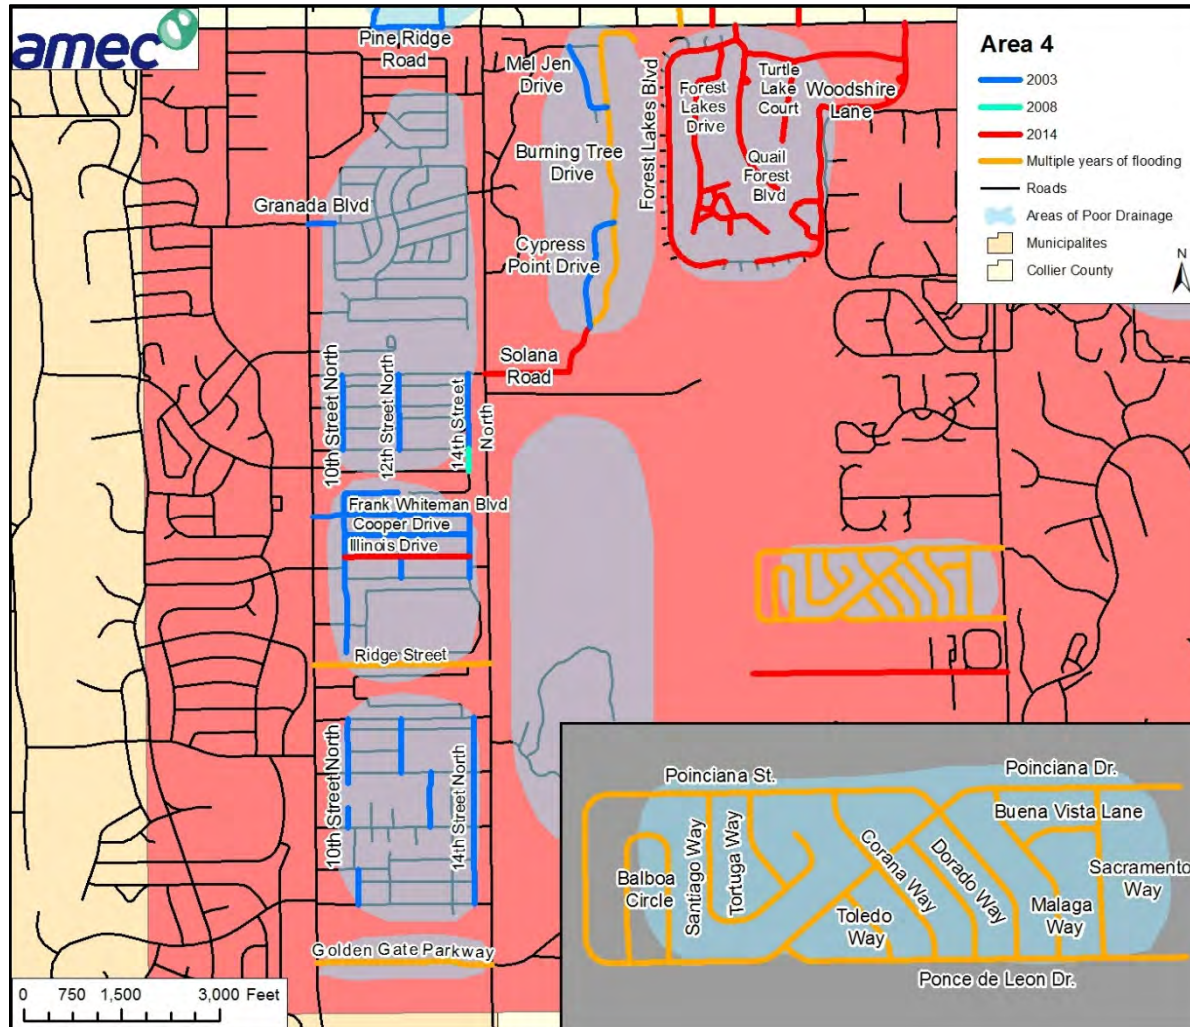 amec
Pine Ridge
Road
Mel Jen
Drive
Burning Tree
Drive
Granada Blvd
Cypress
Point Drive
Forest Lakes Blvd
Forest
Lakes
Drive
Turtle
Lake
Court
Woodshire
Lane
Quail
Forest
Blvd
Solana
Road
10th Street North
12th Street North
14th Street
North
Frank Whiteman Blvd
Cooper Drive
Illinois Drive
Ridge Street
10th Street North
14th Street North
Golden Gate Parkway
Area 4
2003
2008
2014
Multiple years of flooding
Roads
Areas of Poor Drainage
Municipalites
Collier County
N
Poinciana St.
Poinciana Dr.
Buena Vista Lane
Balboa
Circle
Santiago Way
Tortuga Way
Corana Way
Dorado Way
Sacramento
Way
Toledo
Way
Malaga
Way
Ponce de Leon Dr.
0 750 1,500 3,000 Feet